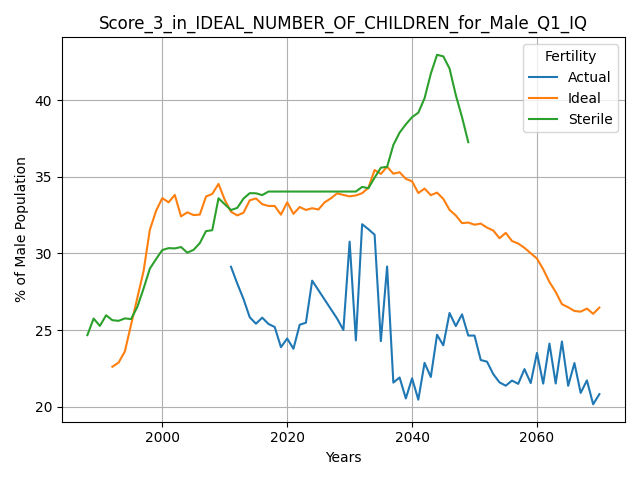 Score_3_in_IDEAL_NUMBER_OF_CHILDREN_for_Male_Q1_IQ
Fertility
Actual
Ideal
Sterile
% of Male Population
40
35
30
25
20
2000
2020
2040
2060
Years